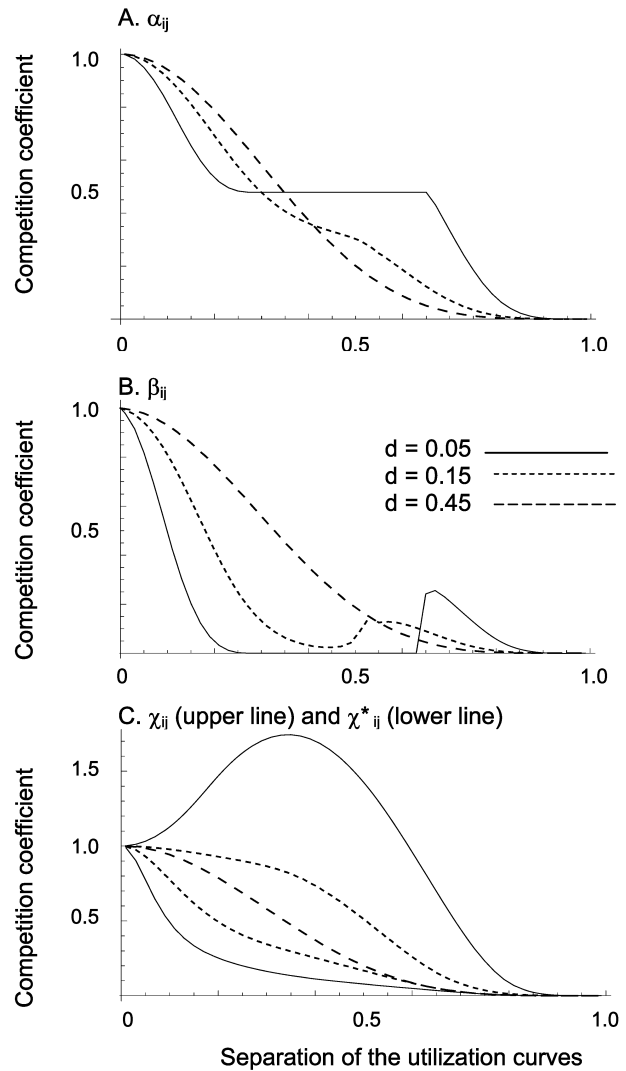 A. αij
Competition coefficient
1.0
0.5
0
0.5
1.0
B. βij
Competition coefficient
1.0
0.5
d = 0.05
d = 0.15
d = 0.45
0
0.5
1.0
C. χij (upper line) and χ* ij (lower line)
Competition coefficient
1.5
1.0
0.5
0
0.5
1.0
Separation of the utilization curves